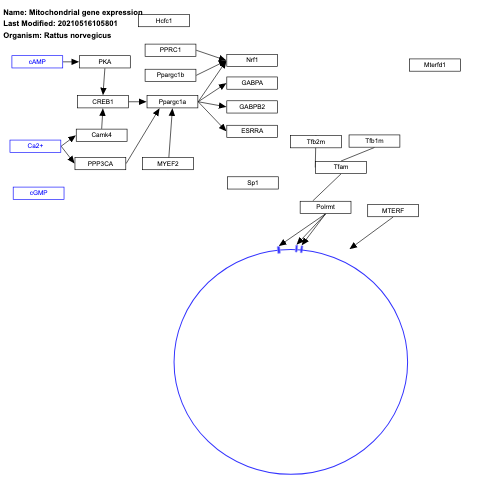 Name: Mitochondrial gene expression
Last Modified: 20210516105801
Organism: Rattus norvegicus
Hcfc1
PPRC1
cAMP
PKA
Nrf1
Mterfd1
Ppargc1b
GABPA
CREB1
Ppargc1a
GABPB2
ESRRA
Camk4
Ca2+
Tfb2m
Tfb1m
PPP3CA
MYEF2
Tfam
Sp1
cGMP
Polrmt
MTERF